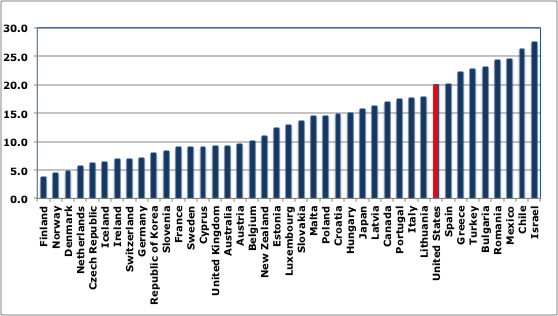 30.0
25.0
20.0
15.0
10.0
5.0
0.0
Finland
Norway
Denmark
Netherlands
Czech Republic
Iceland
Ireland
Switzerland
Germany
Republic of Korea
Slovenia
France
Sweden
Cyprus
United Kingdom
Australia
Austria
Belgium
New Zealand
Estonia
Luxembourg
Slovakia
Malta
Poland
Croatia
Hungary
Japan
Latvia
Canada
Portugal
Italy
Lithuania
United States
Spain
Greece
Turkey
Bulgaria
Romania
Mexico
Chile
Israel